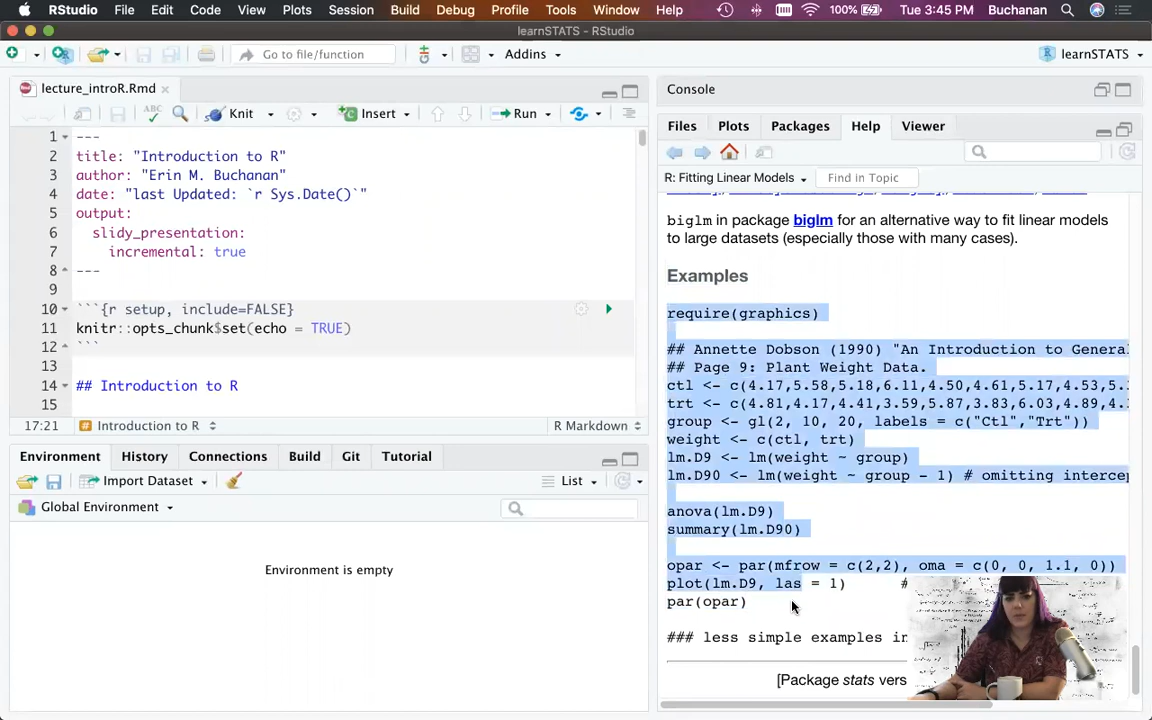 RStudio File Edit Code View Plots Session Build Debug Profile Tools Window Help 100% Tue 3:45 PM Buchanan
learnSTATS - RStudio
Go to file/function Addins learnSTATS
lecture_introR.Rmd
ABC Knit Insert Run
1 ---
2 title: "Introduction to R"
3 author: "Erin M. Buchanan"
4 date: "last Updated: `r Sys.Date()`"
5 output:
6 slidy_presentation:
7 incremental: true
8 ---
9
10 ```{r setup, include=FALSE}
11 knitr::opts_chunk$set(echo = TRUE)
12 ```
13
14 ## Introduction to R
15
17:21 Introduction to R R Markdown
Environment History Connections Build Git Tutorial
Import Dataset List
Global Environment
Environment is empty
Console
Files Plots Packages Help Viewer
R: Fitting Linear Models Find in Topic
biglm in package biglm for an alternative way to fit linear models
to large datasets (especially those with many cases).
Examples
require(graphics)
## Annette Dobson (1990) "An Introduction to General
## Page 9: Plant Weight Data.
ctl <- c(4.17,5.58,5.18,6.11,4.50,4.61,5.17,4.53,5.
trt <- c(4.81,4.17,4.41,3.59,5.87,3.83,6.03,4.89,4.
group <- gl(2, 10, 20, labels = c("Ctl","Trt"))
weight <- c(ctl, trt)
lm.D9 <- lm(weight ~ group)
lm.D90 <- lm(weight ~ group - 1) # omitting intercep
anova(lm.D9)
summary(lm.D90)
opar <- par(mfrow = c(2,2), oma = c(0, 0, 1.1, 0))
plot(lm.D9, las = 1) #
par(opar)
### less simple examples in
[Package stats vers